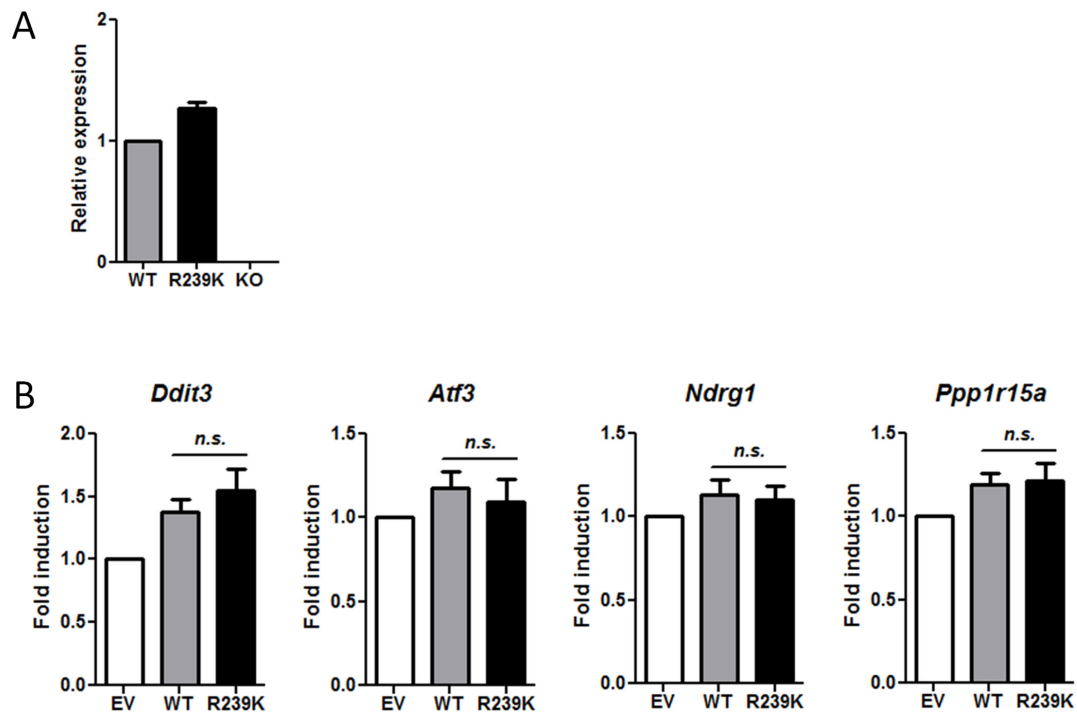 A
2
1
0
Relative expression
WT R239K KO
B
Ddit3
2.0
1.5
1.0
0.5
0.0
Fold induction
n.s.
EV WT R239K
Atf3
1.5
1.0
0.5
0.0
Fold induction
n.s.
EV WT R239K
Ndrg1
1.5
1.0
0.5
0.0
Fold induction
n.s.
EV WT R239K
Ppp1r15a
1.5
1.0
0.5
0.0
Fold induction
n.s.
EV WT R239K